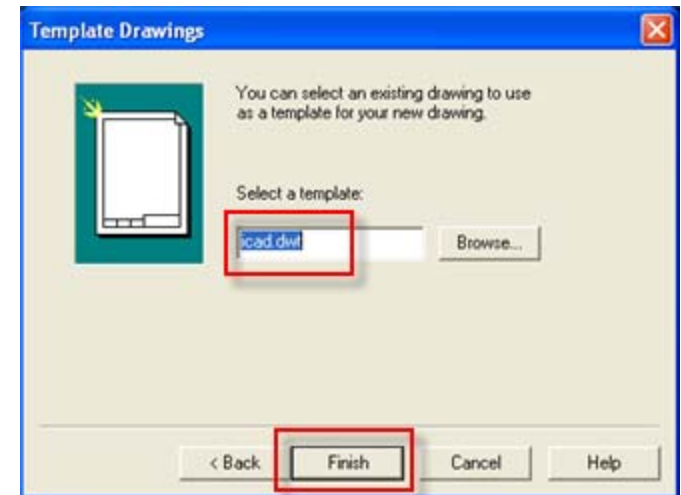 Template Drawings
You can select an existing drawing to use
as a template for your new drawing.
Select a template:
icad.dwt
Browse...
< Back Finish Cancel Help